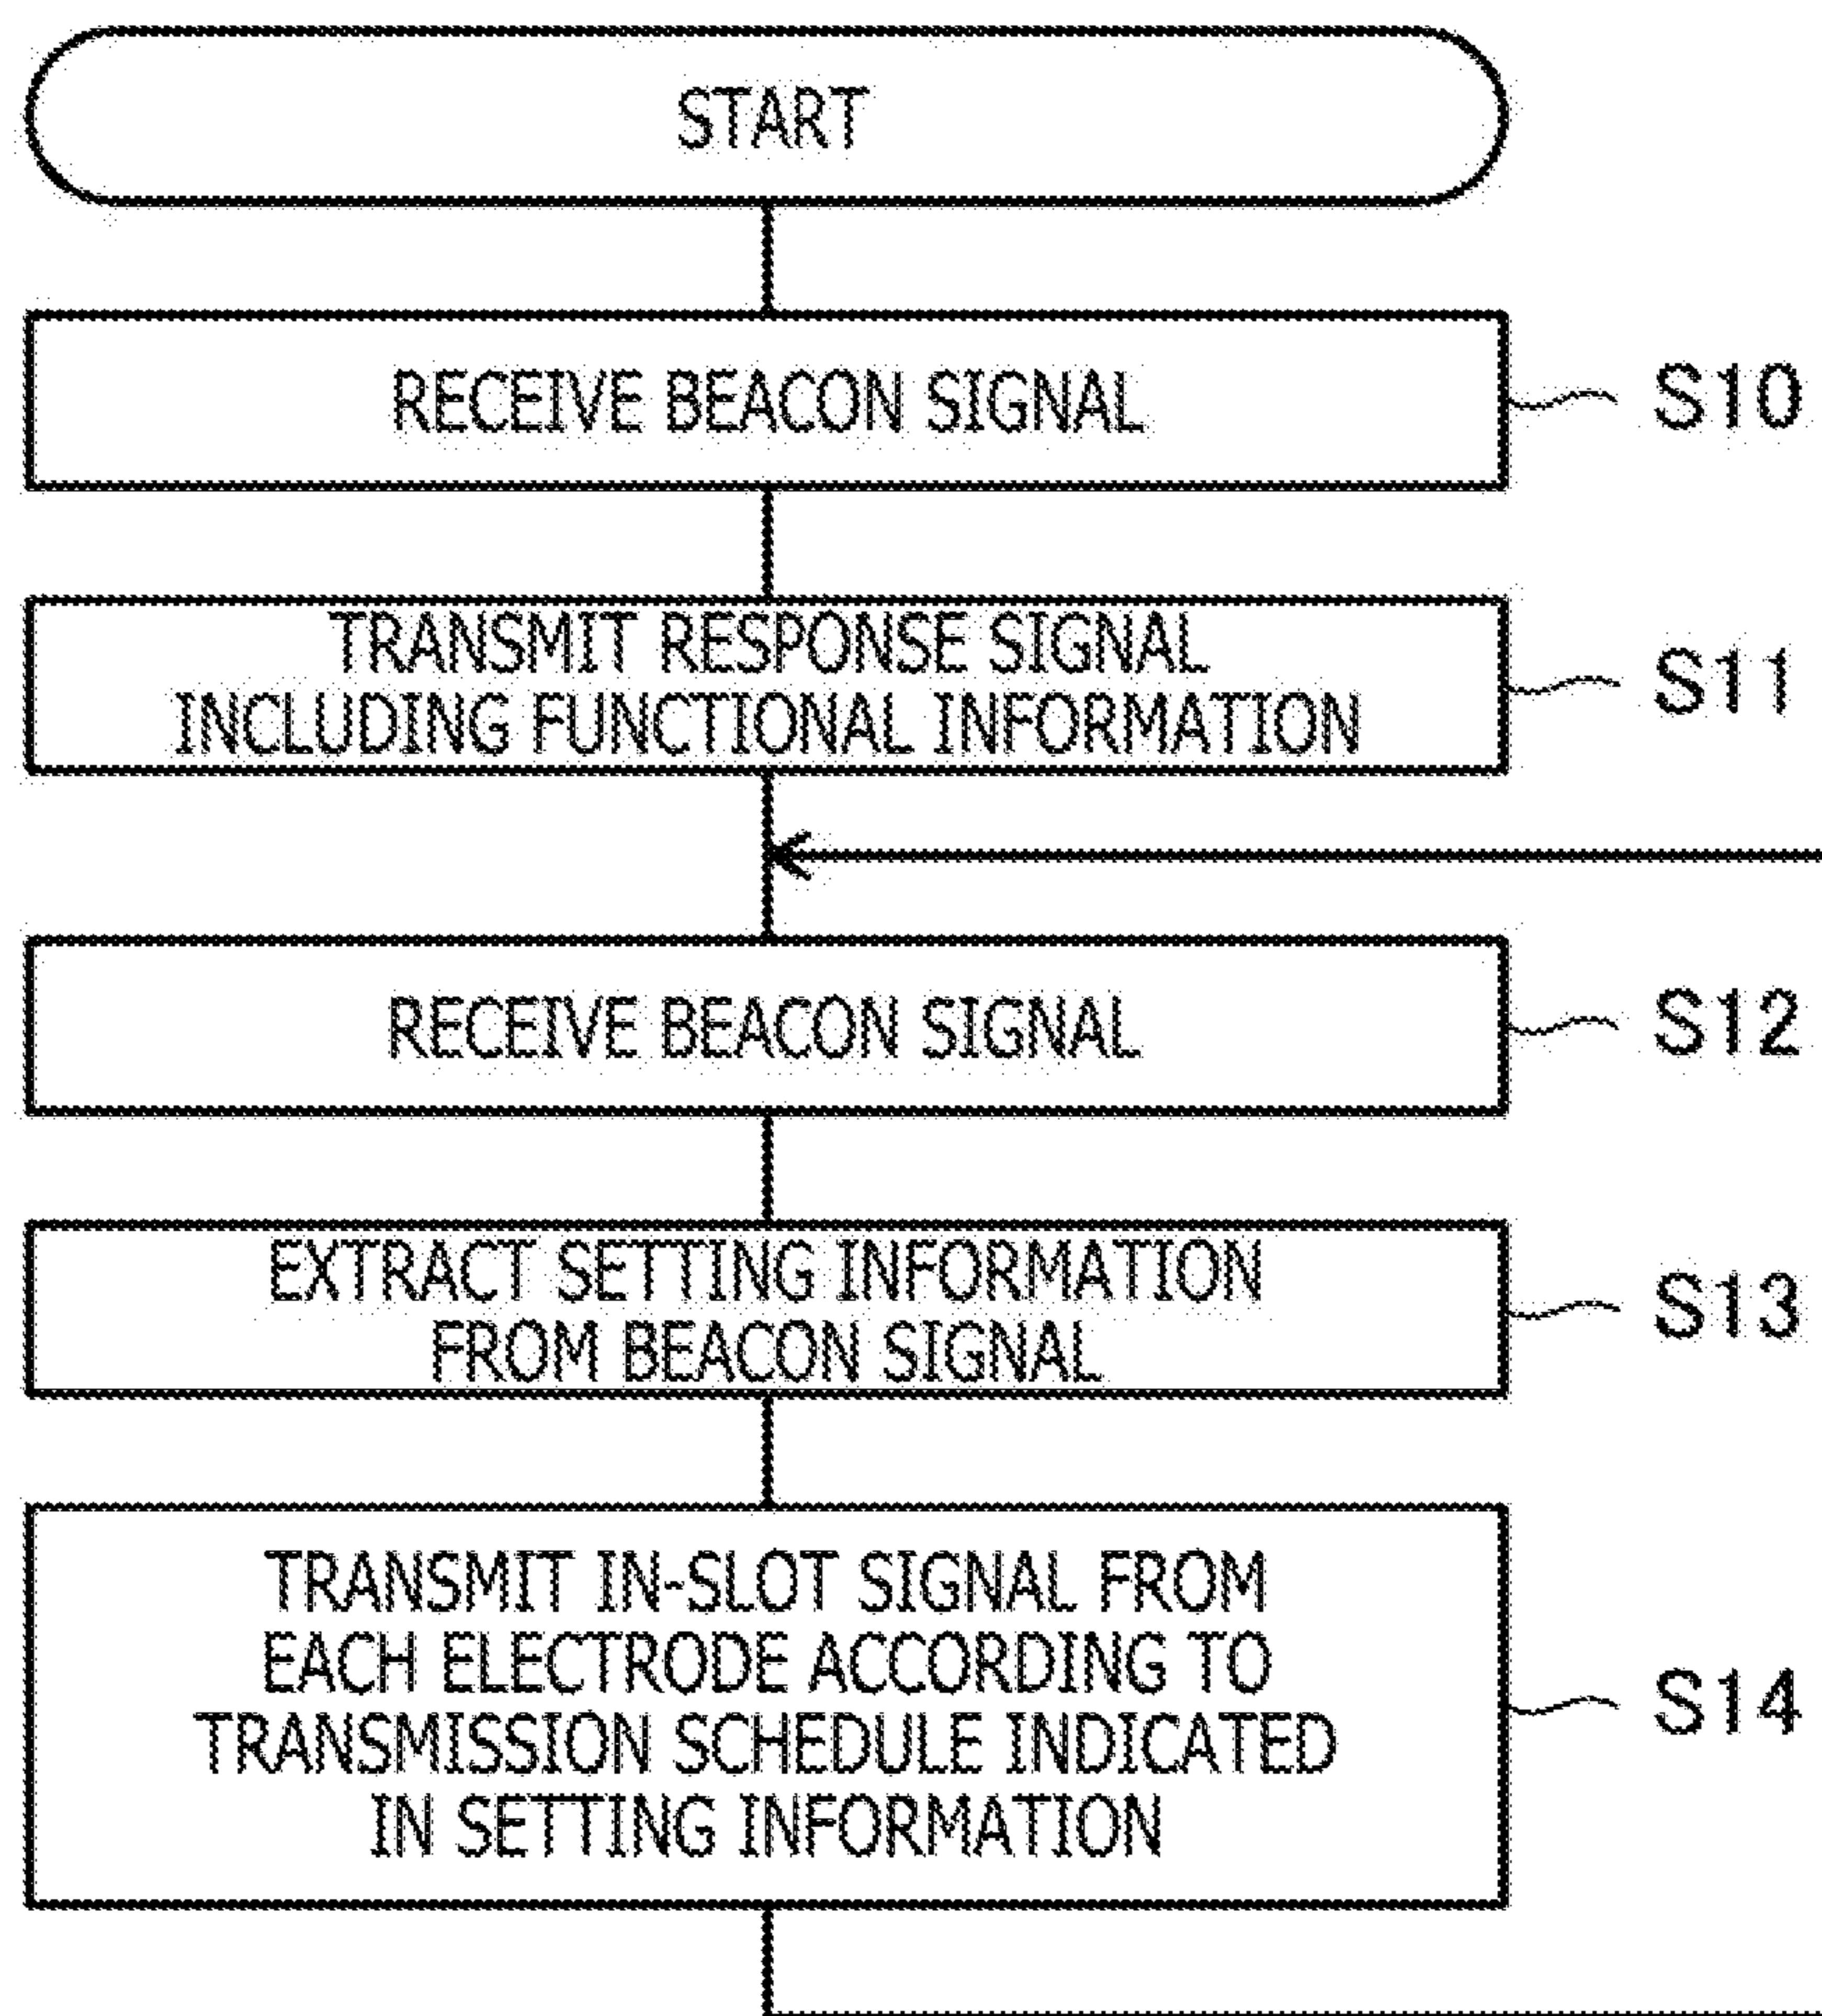 START
RECEIVE BEACON SIGNAL
S10
TRANSMIT RESPONSE SIGNAL
INCLUDING FUNCTIONAL INFORMATION
S11
RECEIVE BEACON SIGNAL
S12
EXTRACT SETTING INFORMATION
FROM BEACON SIGNAL
S13
TRANSMIT IN-SLOT SIGNAL FROM
EACH ELECTRODE ACCORDING TO
TRANSMISSION SCHEDULE INDICATED
IN SETTING INFORMATION
S14